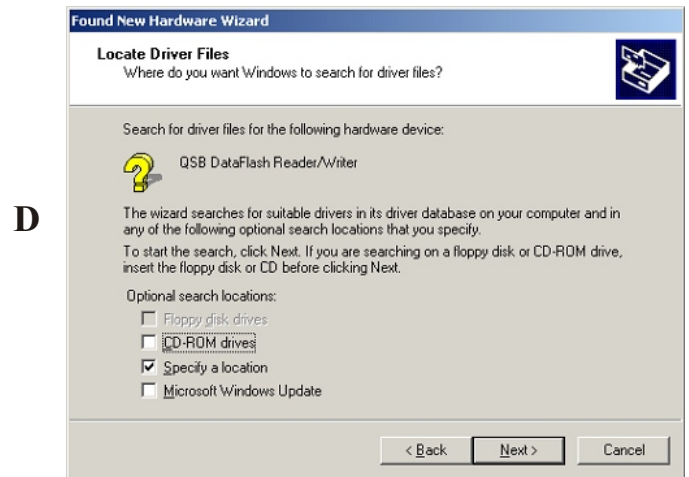 Found New Hardware Wizard
Locate Driver Files
Where do you want Windows to search for driver files?
Search for driver files for the following hardware device:
QSB DataFlash Reader/Writer
D
The wizard searches for suitable drivers in its driver database on your computer and in
any of the following optional search locations that you specify.
To start the search, click Next. If you are searching on a floppy disk or CD-ROM drive,
insert the floppy disk or CD before clicking Next.
Optional search locations:
Floppy disk drives
CD-ROM drives
Specify a location
Microsoft Windows Update
< Back Next > Cancel